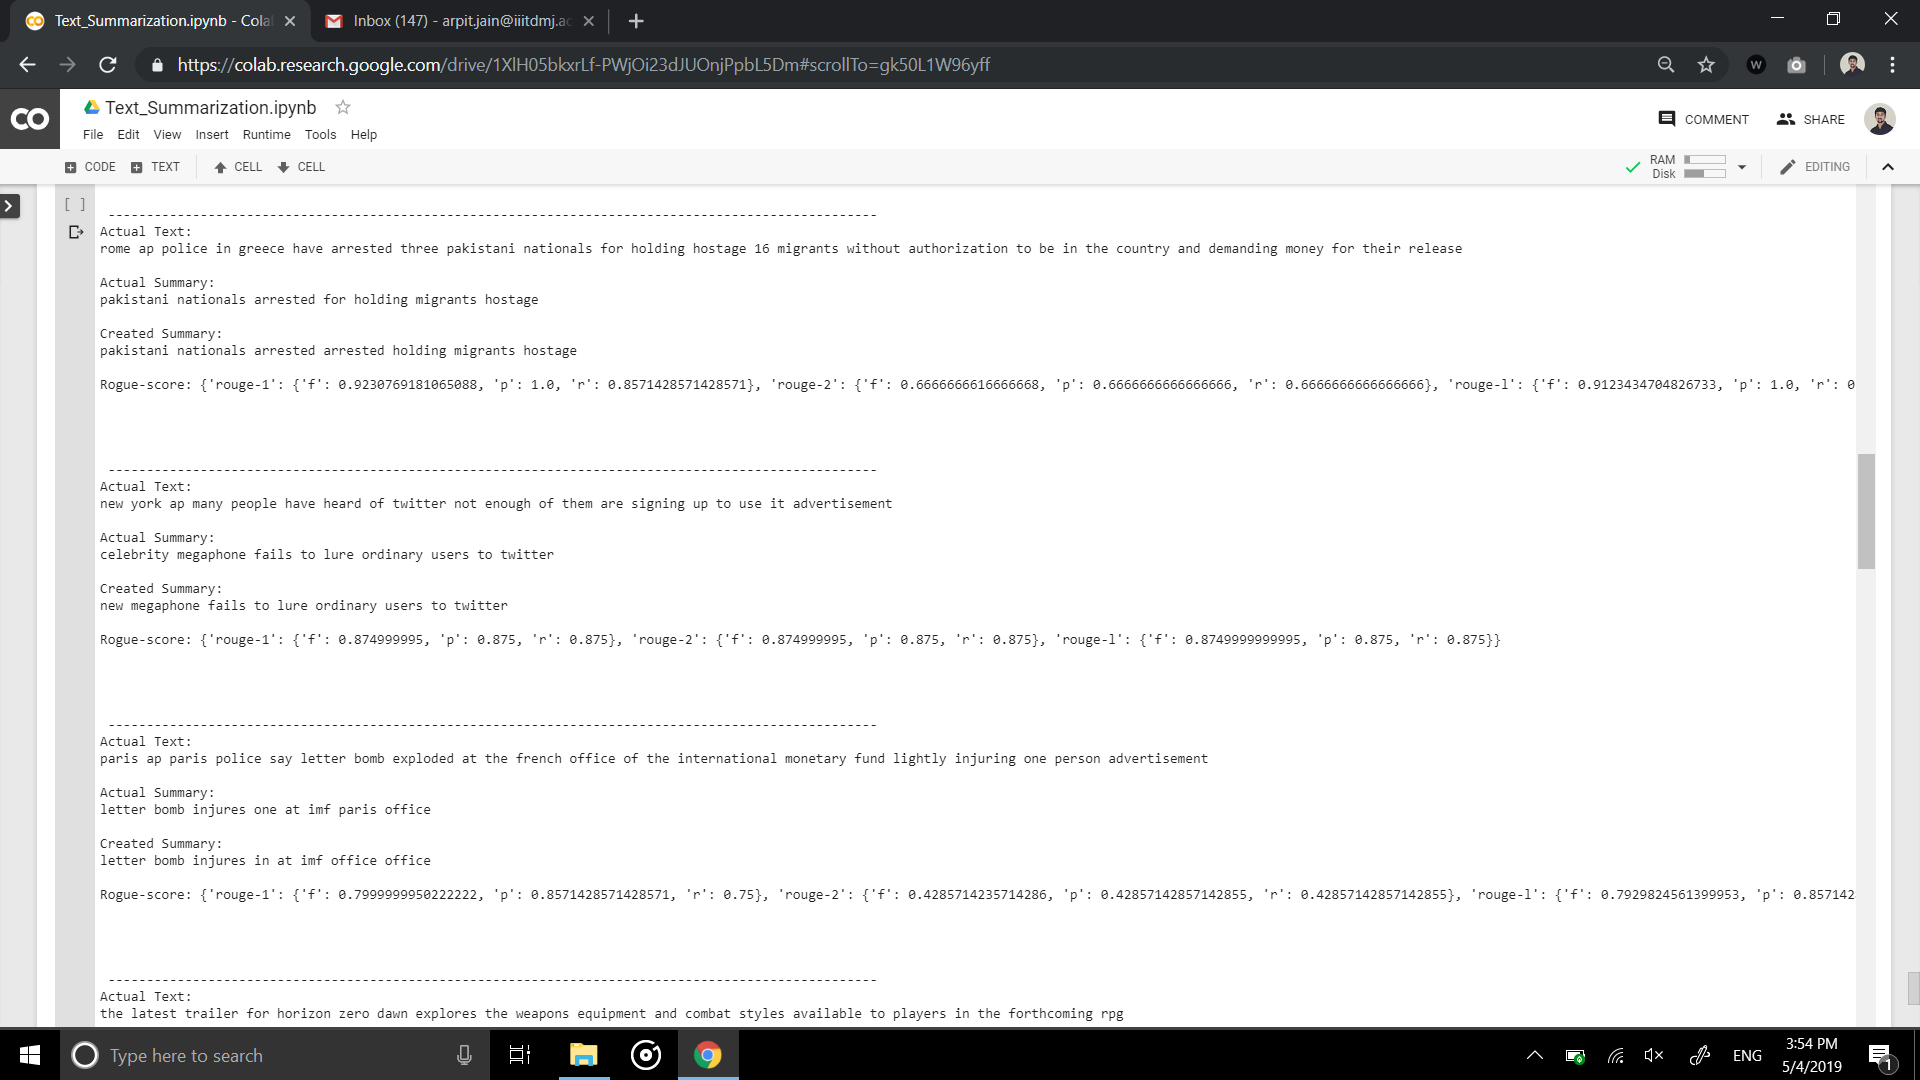 Text_Summarization.ipynb - Cola
Inbox (147) - arpit.jain@iiitdmj.ac
https://colab.research.google.com/drive/1XlH05bkxrLf-PWjOi23dJUOnjPpbL5Dm#scrollTo=gk50L1W96yff
W
CO
Text_Summarization.ipynb
COMMENT
SHARE
File Edit View Insert Runtime Tools Help
CODE TEXT CELL CELL
RAM
Disk
EDITING
[ ]
----------------------------------------------------------------------------------------------------
Actual Text:
rome ap police in greece have arrested three pakistani nationals for holding hostage 16 migrants without authorization to be in the country and demanding money for their release
Actual Summary:
pakistani nationals arrested for holding migrants hostage
Created Summary:
pakistani nationals arrested arrested holding migrants hostage
Rogue-score: {'rouge-1': {'f': 0.9230769181065088, 'p': 1.0, 'r': 0.8571428571428571}, 'rouge-2': {'f': 0.6666666616666668, 'p': 0.6666666666666666, 'r': 0.6666666666666666}, 'rouge-l': {'f': 0.9123434704826733, 'p': 1.0, 'r': 0
----------------------------------------------------------------------------------------------------
Actual Text:
new york ap many people have heard of twitter not enough of them are signing up to use it advertisement
Actual Summary:
celebrity megaphone fails to lure ordinary users to twitter
Created Summary:
new megaphone fails to lure ordinary users to twitter
Rogue-score: {'rouge-1': {'f': 0.874999995, 'p': 0.875, 'r': 0.875}, 'rouge-2': {'f': 0.874999995, 'p': 0.875, 'r': 0.875}, 'rouge-l': {'f': 0.8749999999995, 'p': 0.875, 'r': 0.875}}
----------------------------------------------------------------------------------------------------
Actual Text:
paris ap paris police say letter bomb exploded at the french office of the international monetary fund lightly injuring one person advertisement
Actual Summary:
letter bomb injures one at imf paris office
Created Summary:
letter bomb injures in at imf office office
Rogue-score: {'rouge-1': {'f': 0.7999999950222222, 'p': 0.8571428571428571, 'r': 0.75}, 'rouge-2': {'f': 0.4285714235714286, 'p': 0.42857142857142855, 'r': 0.42857142857142855}, 'rouge-l': {'f': 0.7929824561399953, 'p': 0.857142
----------------------------------------------------------------------------------------------------
Actual Text:
the latest trailer for horizon zero dawn explores the weapons equipment and combat styles available to players in the forthcoming rpg
Type here to search
ENG
3:54 PM
5/4/2019
1